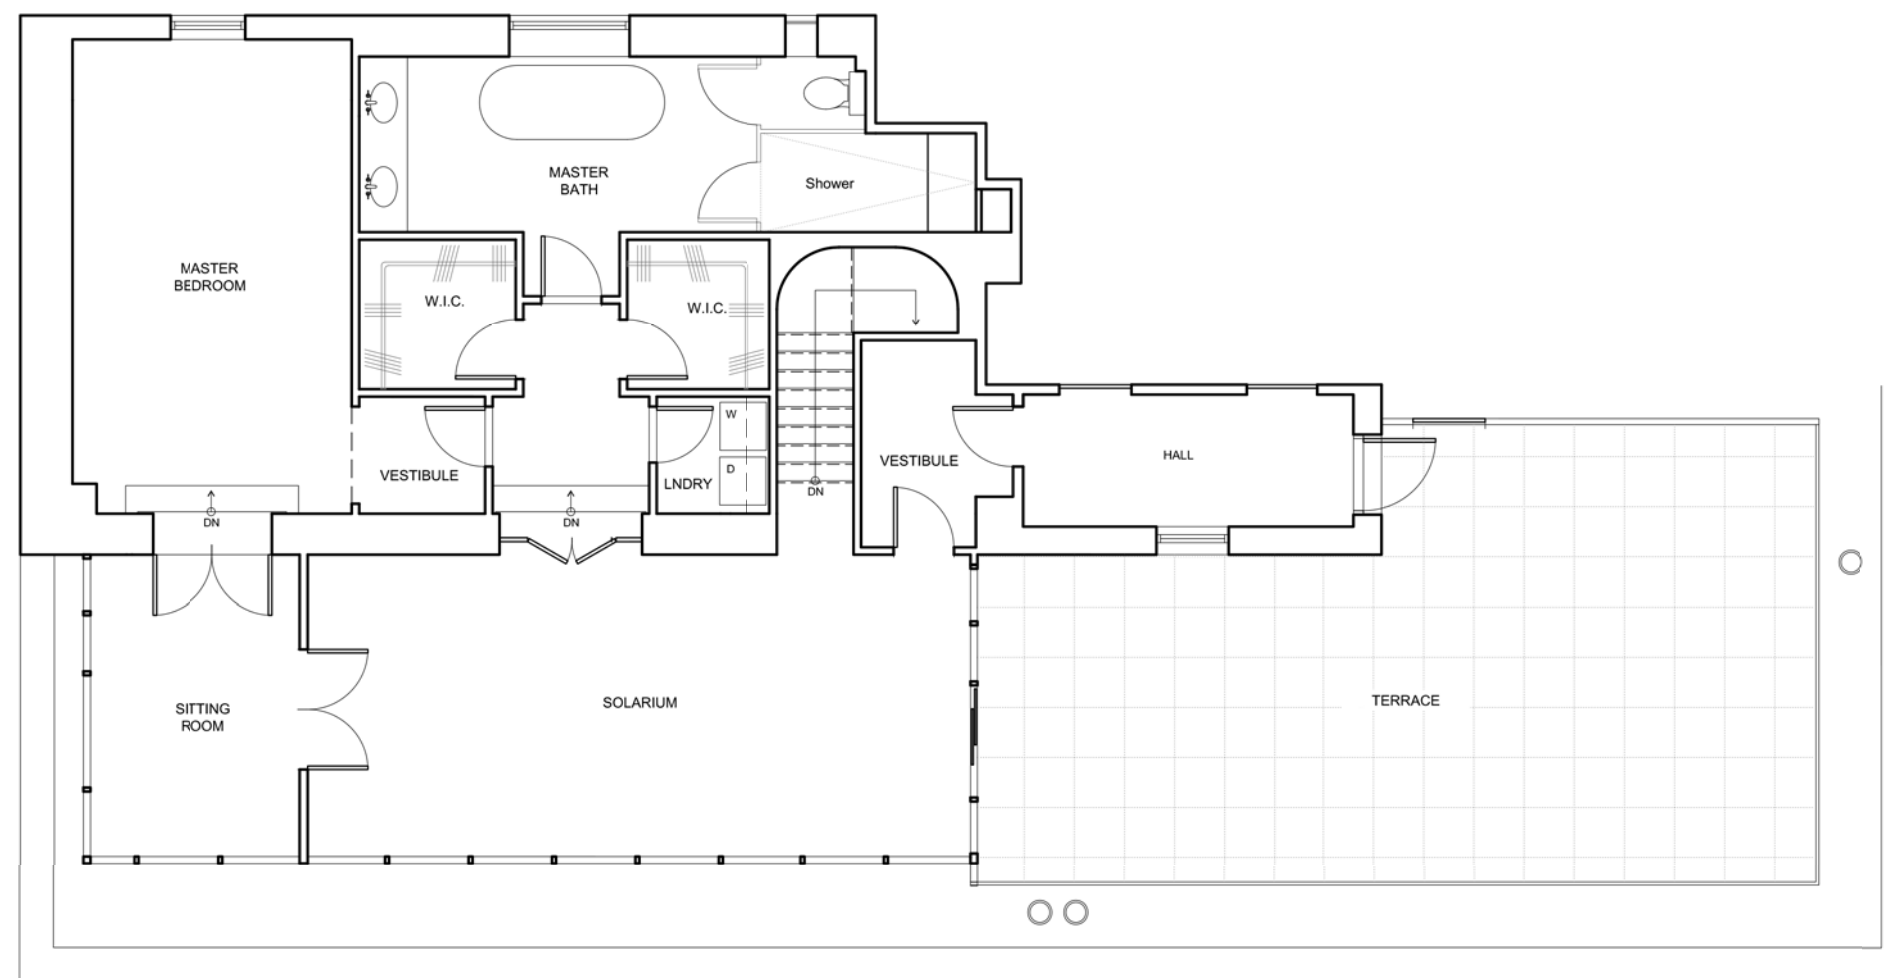 MASTER
BATH
Shower
MASTER
BEDROOM
W.I.C.
W.I.C.
W
VESTIBULE
HALL
D
VESTIBULE
LNDRY
DN
DN
DN
SITTING
ROOM
SOLARIUM
TERRACE